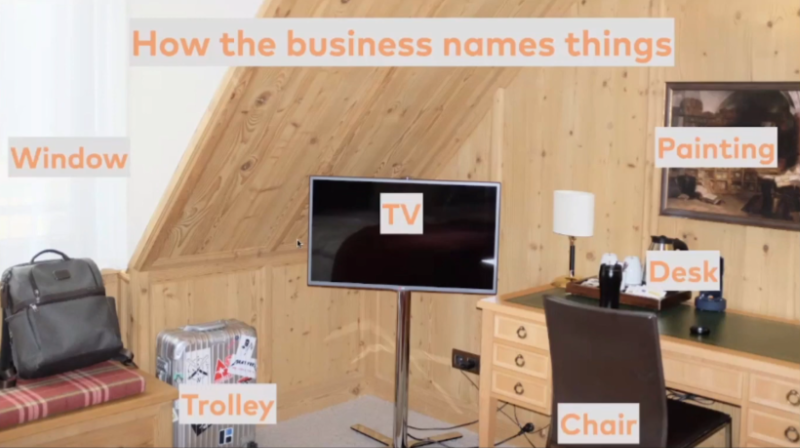 How the business names things
Window
Painting
TV
Desk
Trolley
Chair